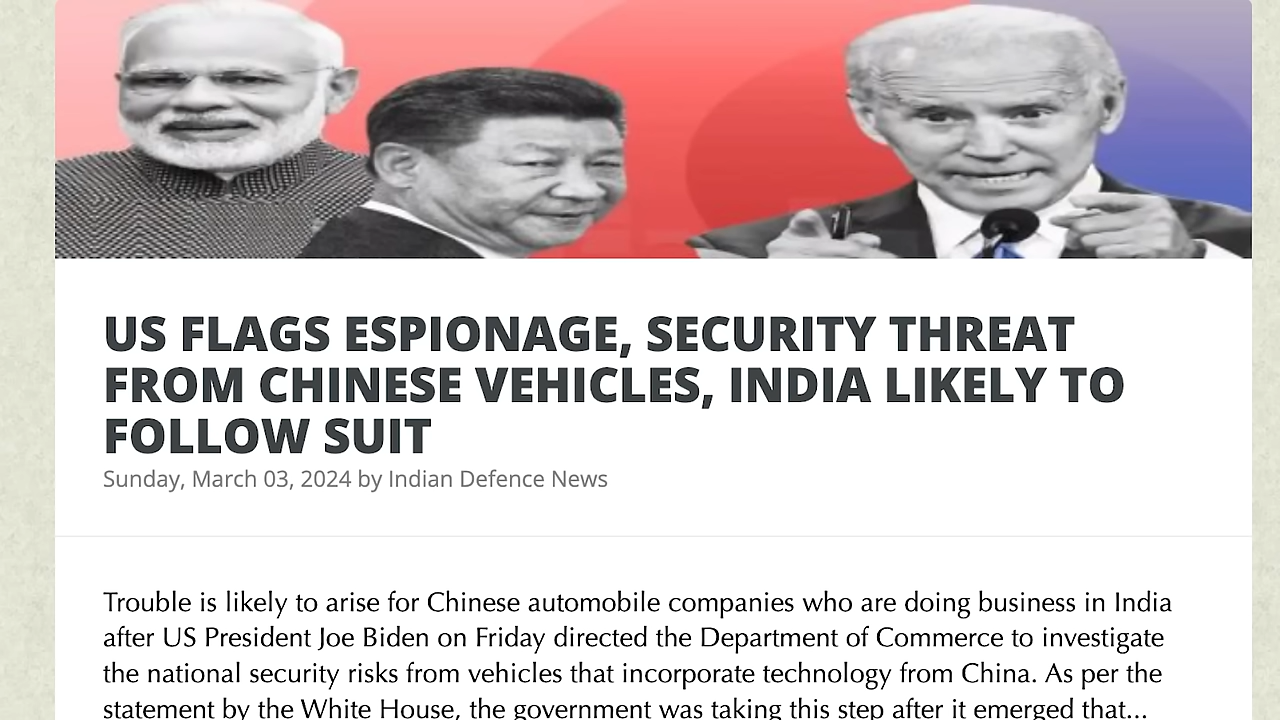 US FLAGS ESPIONAGE, SECURITY THREAT
FROM CHINESE VEHICLES, INDIA LIKELY TO
FOLLOW SUIT
Sunday, March 03, 2024 by Indian Defence News
Trouble is likely to arise for Chinese automobile companies who are doing business in India
after US President Joe Biden on Friday directed the Department of Commerce to investigate
the national security risks from vehicles that incorporate technology from China. As per the
statement by the White House, the government was taking this step after it emerged that...